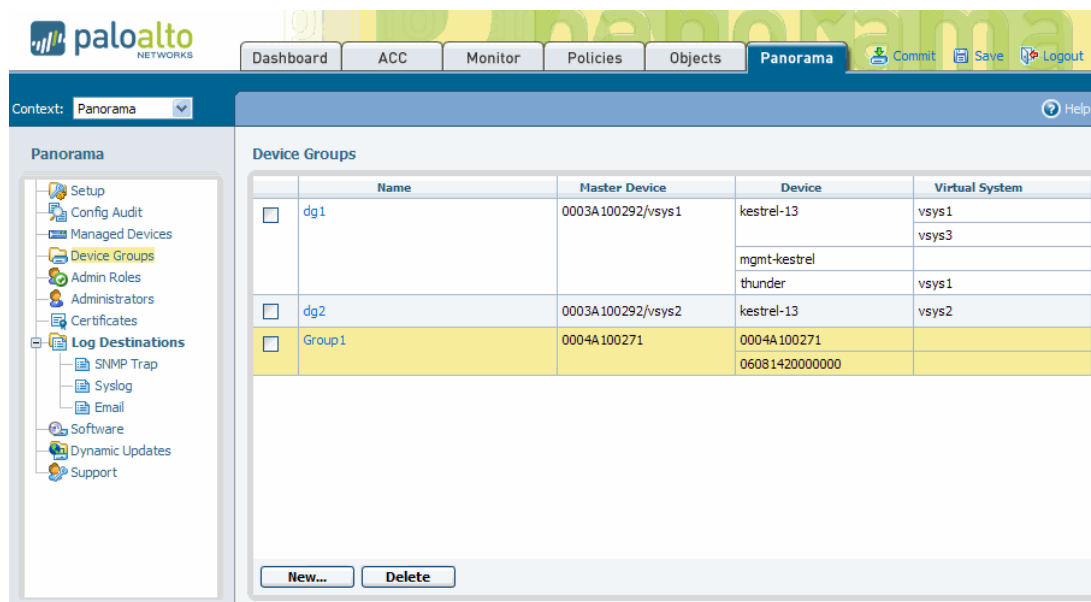 paloalto
NETWORKS
panorama
Dashboard ACC Monitor Policies Objects Panorama Commit Save Logout
Context: Panorama Help
Panorama
Setup
Config Audit
Managed Devices
Device Groups
Admin Roles
Administrators
Certificates
Log Destinations
SNMP Trap
Syslog
Email
Software
Dynamic Updates
Support
Device Groups
Name Master Device Device Virtual System
dg1 0003A100292/vsys1 kestrel-13 vsys1
vsys3
mgmt-kestrel
thunder vsys1
dg2 0003A100292/vsys2 kestrel-13 vsys2
Group1 0004A100271 0004A100271
06081420000000
New... Delete